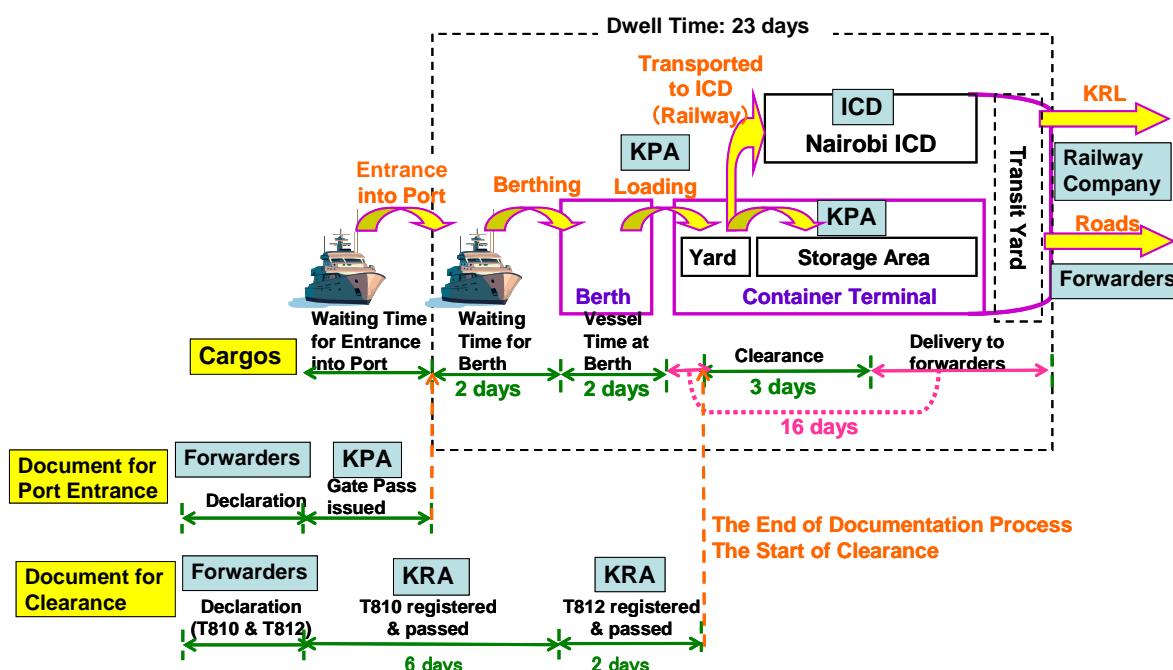 Dwell Time: 23 days
Transported
to ICD
(Railway)
ICD
Nairobi ICD
KRL
KPA
Railway
Company
Entrance
into Port
Berthing
Loading
KPA
Transit Yard
Roads
Yard
Storage Area
Forwarders
Berth
Container Terminal
Cargos
Waiting Time
for Entrance
into Port
Waiting
Time for
Berth
Vessel
Time at
Berth
Clearance
Delivery to
forwarders
2 days
2 days
3 days
16 days
Document for
Port Entrance
Forwarders
KPA
Declaration
Gate Pass
issued
The End of Documentation Process
The Start of Clearance
Document for
Clearance
Forwarders
KRA
KRA
Declaration
(T810 & T812)
T810 registered
& passed
T812 registered
& passed
6 days
2 days